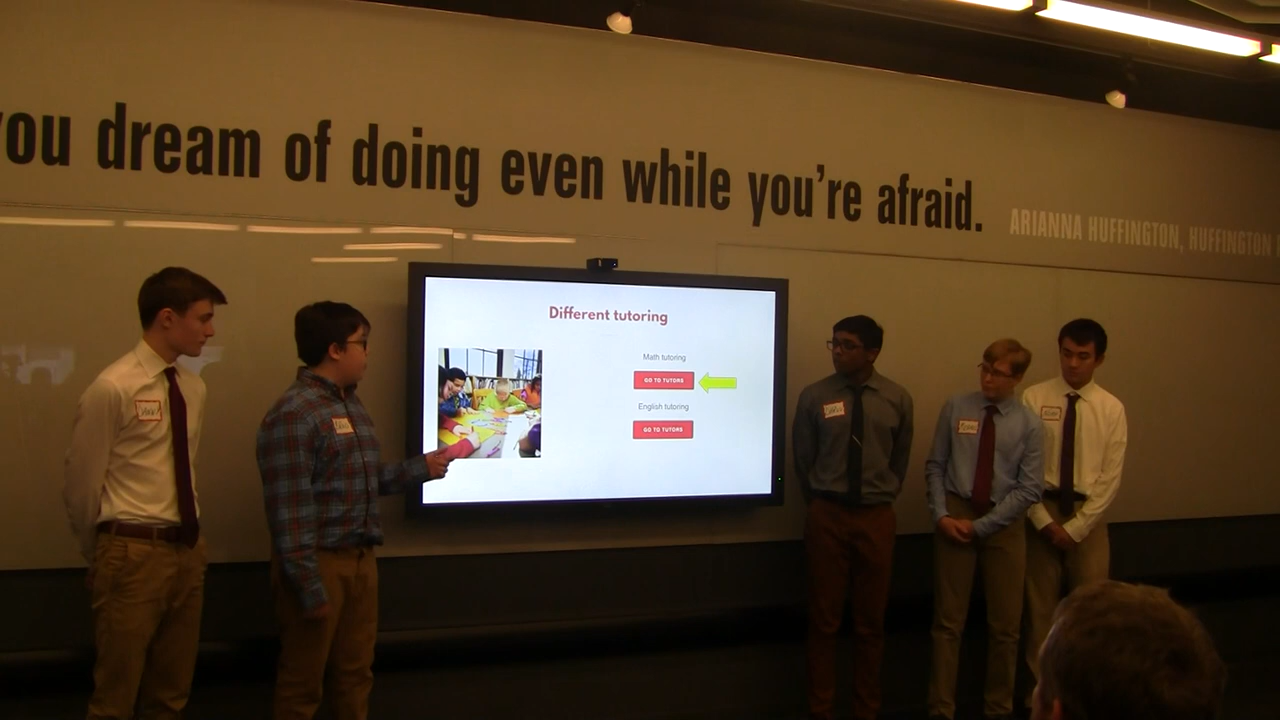 you dream of doing even while you're afraid.
ARIANNA HUFFINGTON, HUFFINGTON
Different tutoring
Math tutoring
GO TO TUTORS
English tutoring
GO TO TUTORS